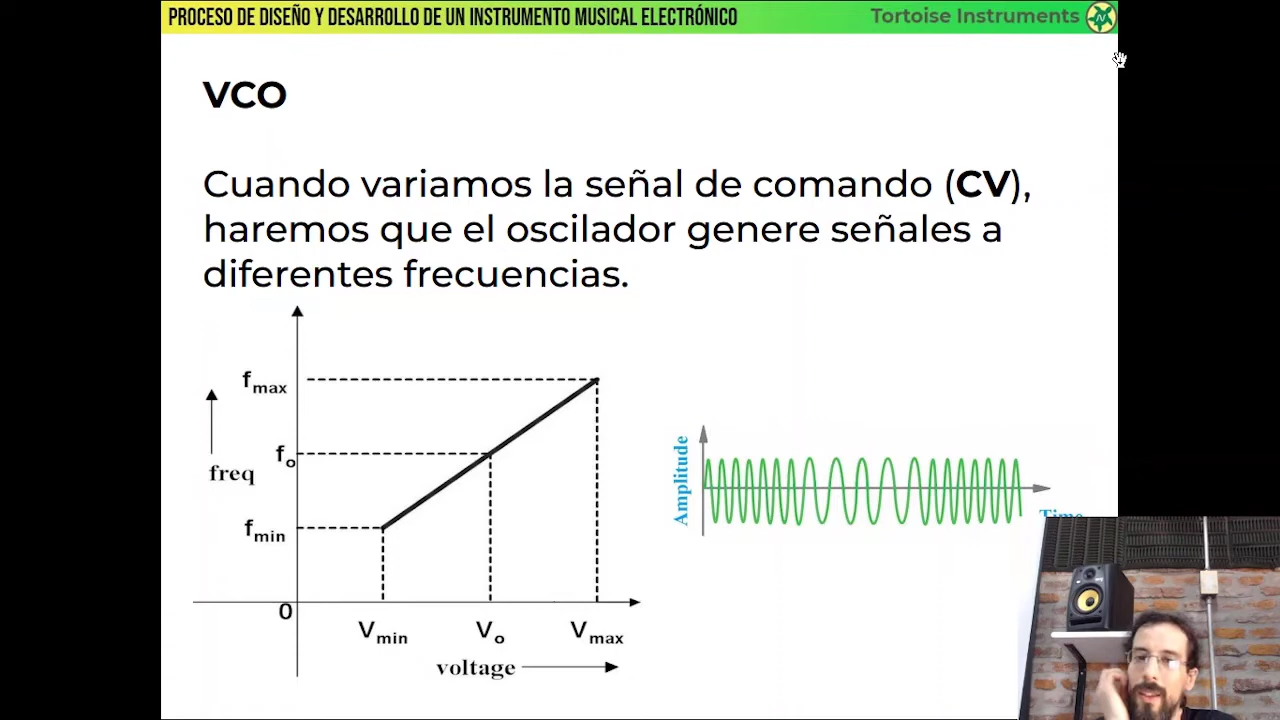 PROCESO DE DISEÑO Y DESARROLLO DE UN INSTRUMENTO MUSICAL ELECTRÓNICO
Tortoise Instruments
VCO
Cuando variamos la señal de comando (CV),
haremos que el oscilador genere señales a
diferentes frecuencias.
fmax
fo
freq
fmin
0
Vmin
Vo
Vmax
voltage
Amplitude
Time